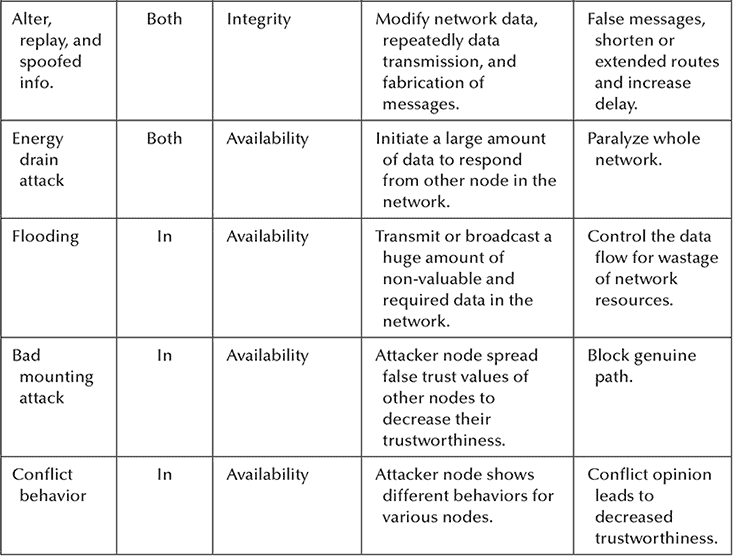 Alter,
replay, and
spoofed
info.
Both
Integrity
Modify network data,
repeatedly data
transmission, and
fabrication of
messages.
False messages,
shorten or
extended routes
and increase
delay.
Energy
drain
attack
Both
Availability
Initiate a large amount
of data to respond
from other node in the
network.
Paralyze whole
network.
Flooding
In
Availability
Transmit or broadcast a
huge amount of
non-valuable and
required data in the
network.
Control the data
flow for wastage
of network
resources.
Bad
mounting
attack
In
Availability
Attacker node spread
false trust values of
other nodes to
decrease their
trustworthiness.
Block genuine
path.
Conflict
behavior
In
Availability
Attacker node shows
different behaviors for
various nodes.
Conflict opinion
leads to
decreased
trustworthiness.